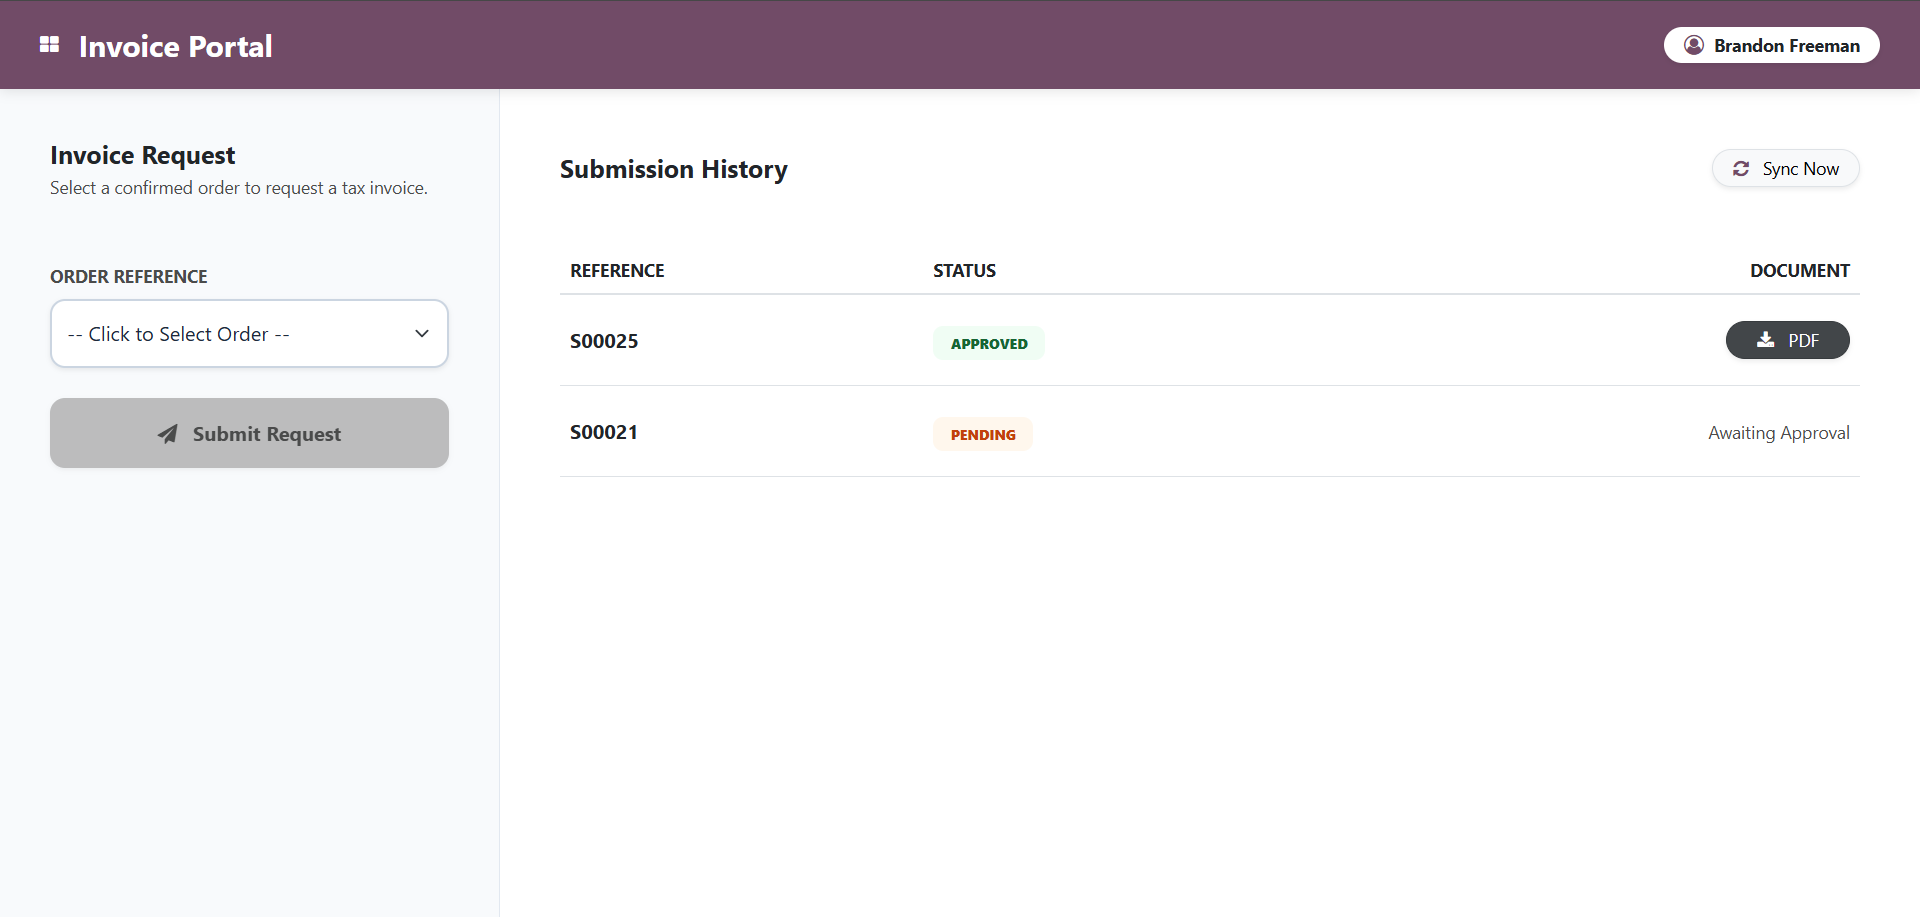 Invoice Portal
Brandon Freeman
Invoice Request
Select a confirmed order to request a tax invoice.
ORDER REFERENCE
-- Click to Select Order --
Submit Request
Submission History
Sync Now
REFERENCE STATUS DOCUMENT
S00025 APPROVED PDF
S00021 PENDING Awaiting Approval